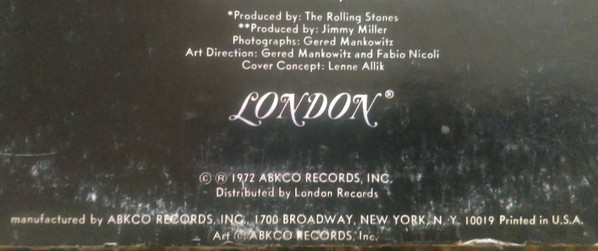 *Produced by: The Rolling Stones
**Produced by: Jimmy Miller
Photographs: Gered Mankowitz
Art Direction: Gered Mankowitz and Fabio Nicoli
Cover Concept: Lenne Allik
LONDON®
© ® 1972 ABKCO RECORDS, INC.
Distributed by London Records
manufactured by ABKCO RECORDS, INC., 1700 BROADWAY, NEW YORK, N. Y. 10019 Printed in U.S.A.
Art © ABKCO RECORDS, Inc.